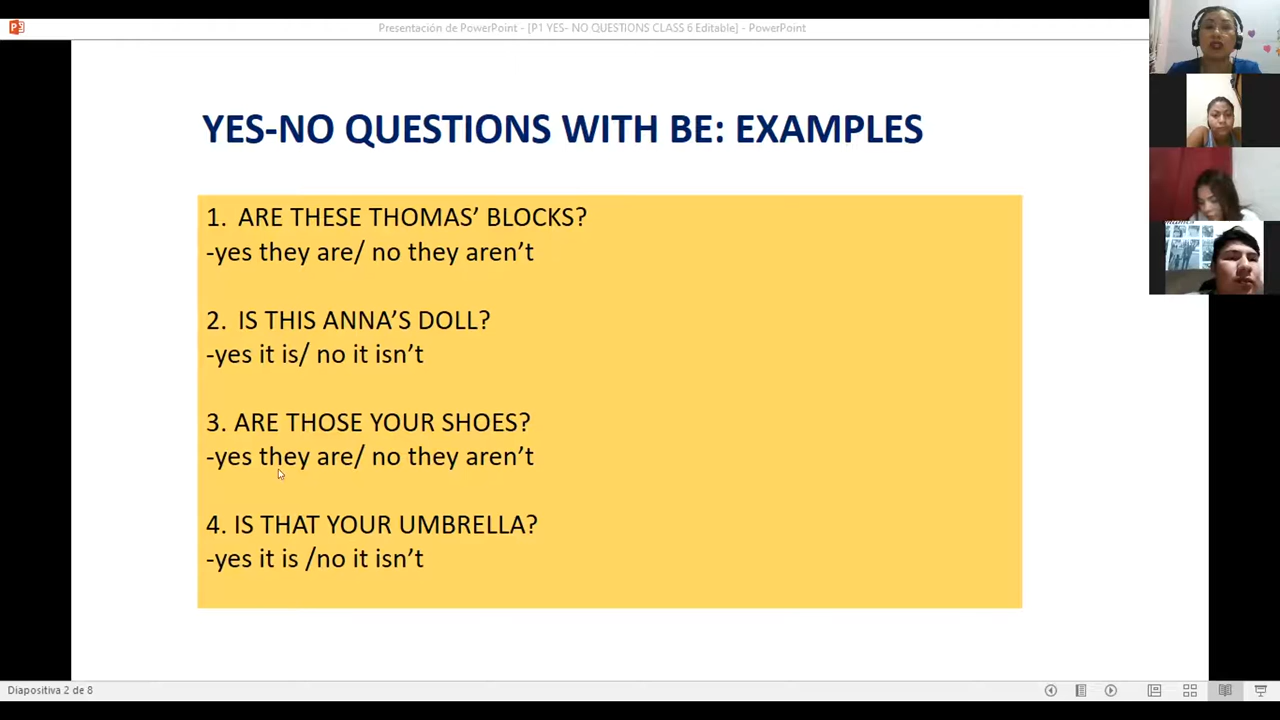 Presentación de PowerPoint - [P1 YES- NO QUESTIONS CLASS 6 Editable] - PowerPoint
YES-NO QUESTIONS WITH BE: EXAMPLES
1. ARE THESE THOMAS’ BLOCKS?
-yes they are/ no they aren’t
2. IS THIS ANNA’S DOLL?
-yes it is/ no it isn’t
3. ARE THOSE YOUR SHOES?
-yes they are/ no they aren’t
4. IS THAT YOUR UMBRELLA?
-yes it is /no it isn’t
Diapositiva 2 de 8